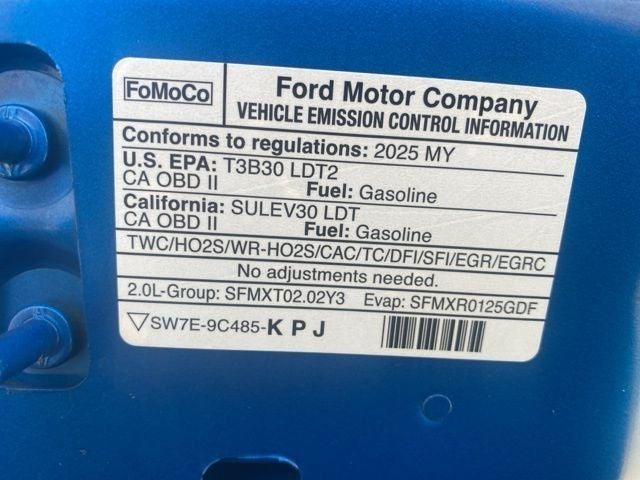 FoMoCo
Ford Motor Company
VEHICLE EMISSION CONTROL INFORMATION
Conforms to regulations: 2025 MY
U.S. EPA: T3B30 LDT2
CA OBD II Fuel: Gasoline
California: SULEV30 LDT
CA OBD II Fuel: Gasoline
TWC/HO2S/WR-HO2S/CAC/TC/DFI/SFI/EGR/EGRC
No adjustments needed.
2.0L-Group: SFMXT02.02Y3 Evap: SFMXR0125GDF
SW7E-9C485-K P J